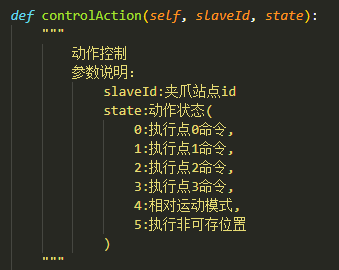 def controlAction(self, slaveId, state):
"""
动作控制
参数说明:
slaveId:夹爪站点id
state:动作状态(
0:执行点0命令,
1:执行点1命令,
2:执行点2命令,
3:执行点3命令,
4:相对运动模式,
5:执行非可存位置
)
"""